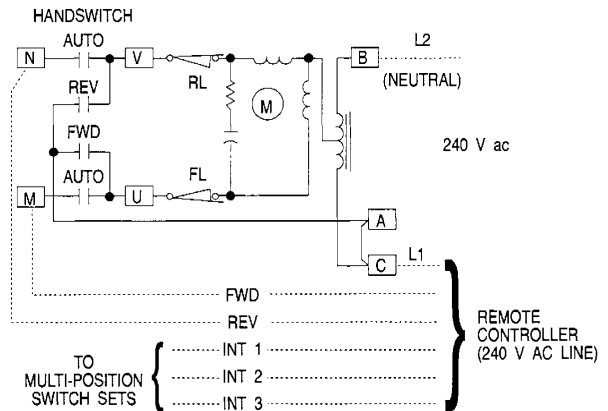 HANDSWITCH
AUTO
N
V
RL
REV
FWD
AUTO
M
U
FL
M
B
L2
(NEUTRAL)
240 V ac
A
C
L1
FWD
REV
INT 1
INT 2
INT 3
TO
MULTI-POSITION
SWITCH SETS
REMOTE
CONTROLLER
(240 V AC LINE)